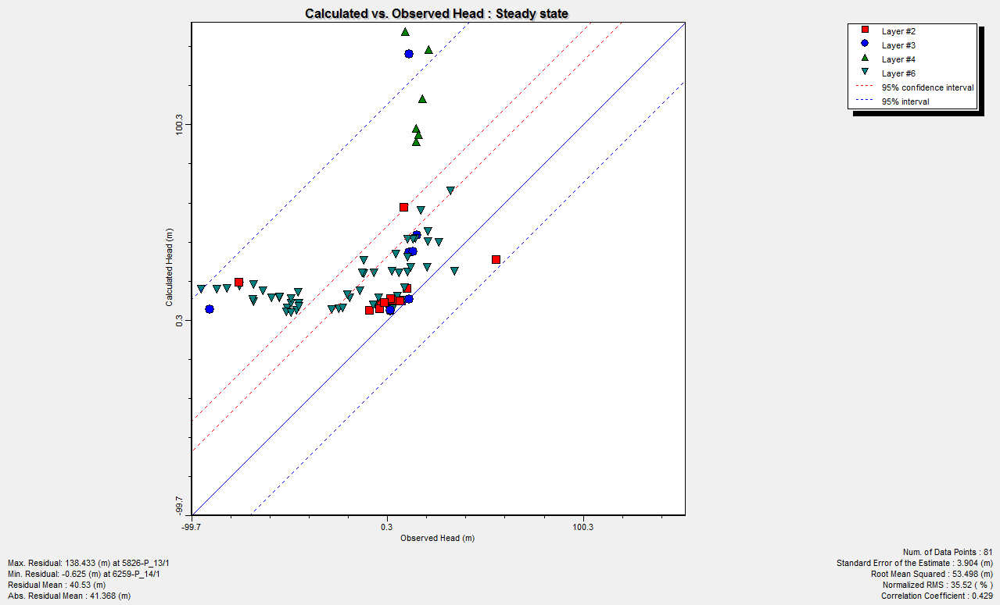 Calculated vs. Observed Head : Steady state
Layer #2
Layer #3
Layer #4
Layer #6
95% confidence interval
95% interval
Calculated Head (m)
100.3
0.3
-99.7
-99.7
0.3
100.3
Observed Head (m)
Max. Residual: 138.433 (m) at 5826-P_13/1
Min. Residual: -0.625 (m) at 6259-P_14/1
Residual Mean : 40.53 (m)
Abs. Residual Mean : 41.368 (m)
Num. of Data Points : 81
Standard Error of the Estimate : 3.904 (m)
Root Mean Squared : 53.498 (m)
Normalized RMS : 35.52 ( % )
Correlation Coefficient : 0.429